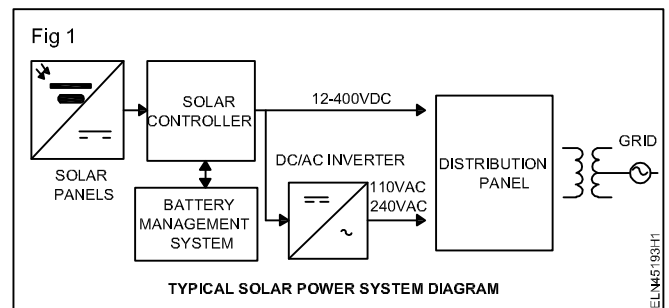 Fig 1
SOLAR
PANELS
SOLAR
CONTROLLER
BATTERY
MANAGEMENT
SYSTEM
12-400VDC
DC/AC INVERTER
110VAC
240VAC
DISTRIBUTION
PANEL
GRID
TYPICAL SOLAR POWER SYSTEM DIAGRAM
ELN45193H1